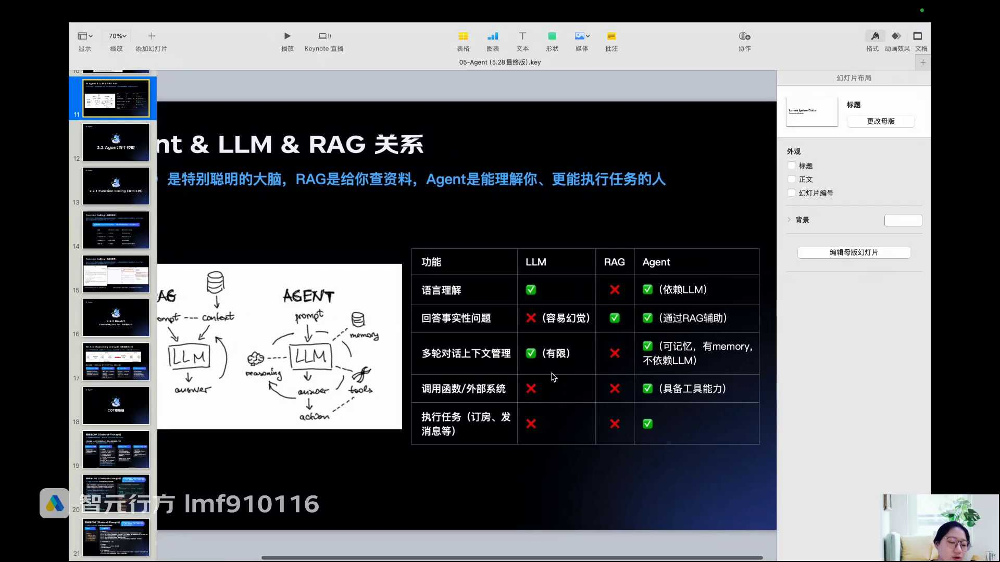 70%
显示
缩放
添加幻灯片
播放
Keynote 直播
表格
图表
文本
形状
媒体
批注
协作
格式
动画效果
文稿
05-Agent (5.28最终版).key
10
11
12
2.2 Agent两个技能
13
2.2.1 Function Calling (调用工具)
14
Function Calling
15
Function Calling
16
2.2.2 Re-Act
17
18
COT思维链
19
20
21
nt & LLM & RAG 关系
）是特别聪明的大脑，RAG是给你查资料，Agent是能理解你、更能执行任务的人
AG
ompt --- context
LLM
answer
AGENT
prompt
memory
reasoning
LLM
answer
tools
action
功能 LLM RAG Agent
语言理解 ✅ ❌ ✅（依赖LLM）
回答事实性问题 ❌（容易幻觉） ✅ ✅（通过RAG辅助）
多轮对话上下文管理 ✅（有限） ❌ ✅（可记忆，有memory，
不依赖LLM）
调用函数/外部系统 ❌ ❌ ✅（具备工具能力）
执行任务（订房、发
消息等） ❌ ❌ ✅
幻灯片布局
Lorem Ipsum Dolor
标题
更改母版
外观
标题
正文
幻灯片编号
背景
编辑母版幻灯片
智元行方 lmf910116